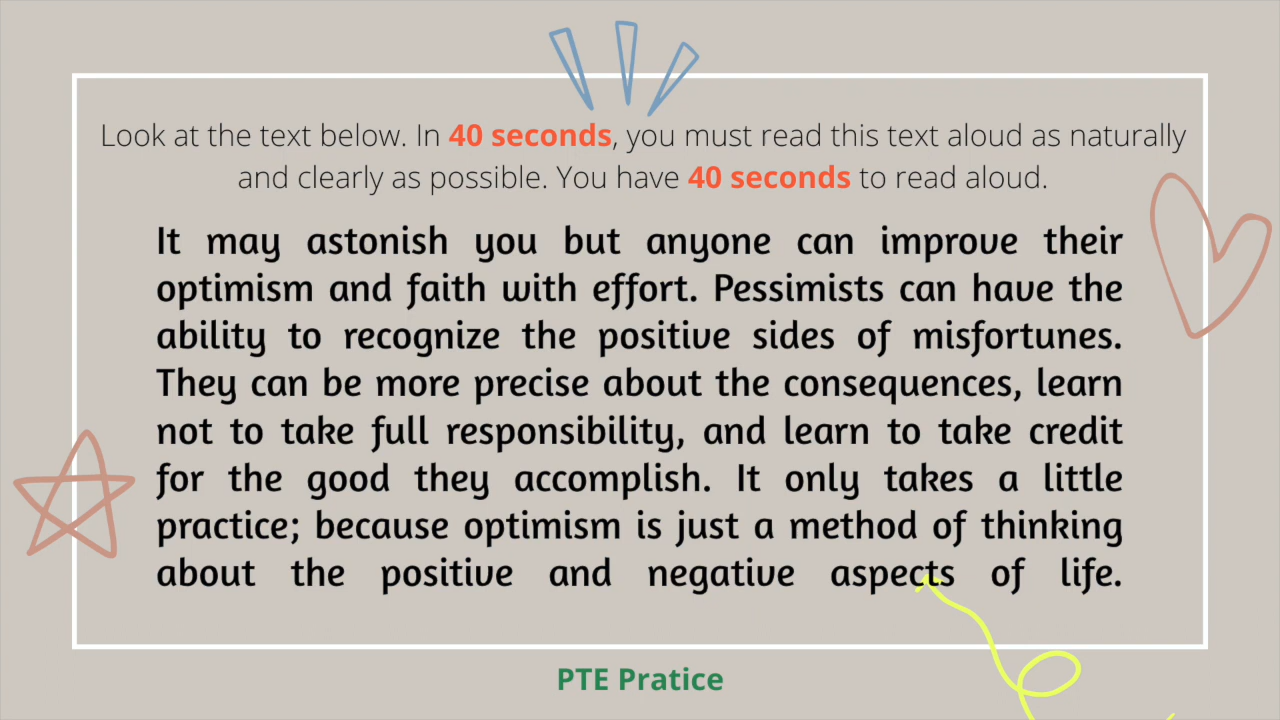 Look at the text below. In 40 seconds, you must read this text aloud as naturally
and clearly as possible. You have 40 seconds to read aloud.
It may astonish you but anyone can improve their
optimism and faith with effort. Pessimists can have the
ability to recognize the positive sides of misfortunes.
They can be more precise about the consequences, learn
not to take full responsibility, and learn to take credit
for the good they accomplish. It only takes a little
practice; because optimism is just a method of thinking
about the positive and negative aspects of life.
PTE Pratice